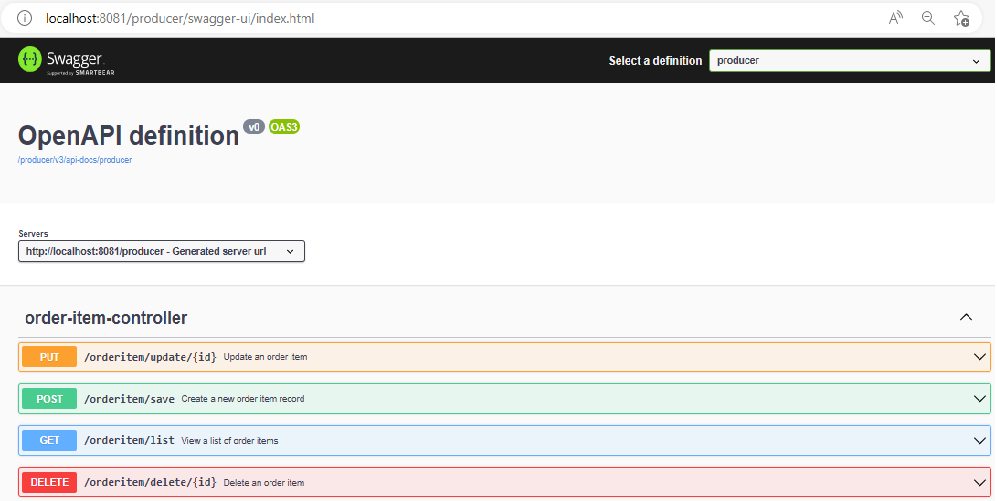 localhost:8081/producer/swagger-ui/index.html
Swagger.
Supported by SMARTBEAR
Select a definition producer
OpenAPI definition v0 OAS3
/producer/v3/api-docs/producer
Servers
http://localhost:8081/producer - Generated server url
order-item-controller
PUT /orderitem/update/{id} Update an order item
POST /orderitem/save Create a new order item record
GET /orderitem/list View a list of order items
DELETE /orderitem/delete/{id} Delete an order item